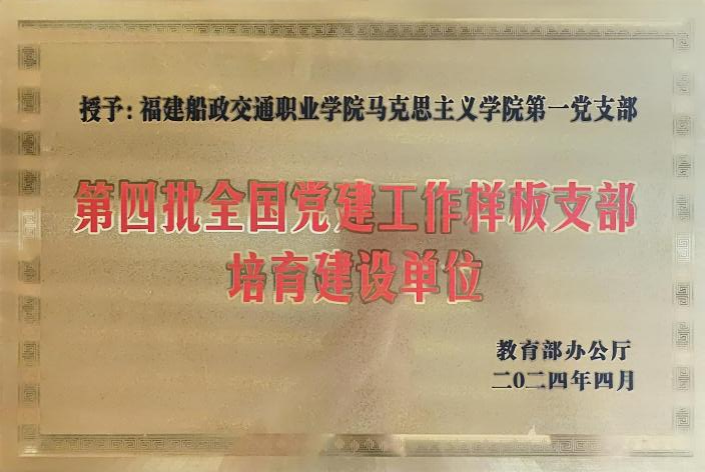 授予：福建船政交通职业学院马克思主义学院第一党支部
第四批全国党建工作样板支部
培育建设单位
教育部办公厅
二〇二四年四月